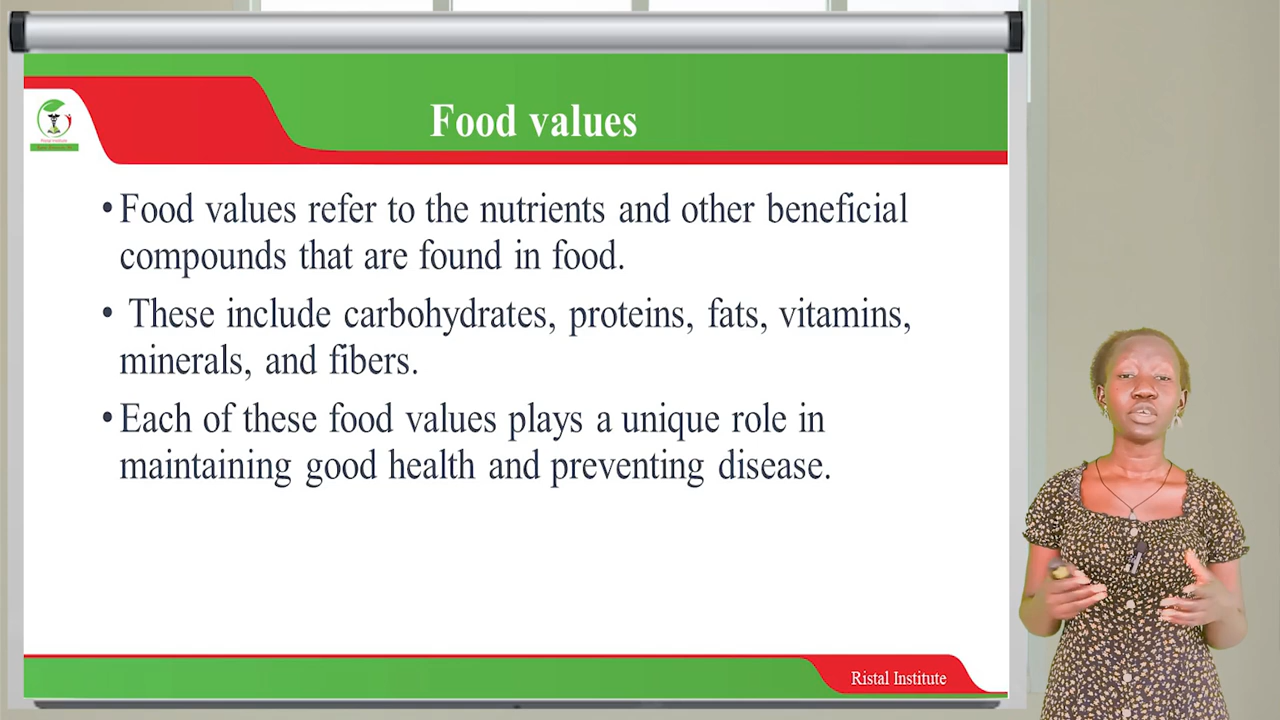 Food values
•Food values refer to the nutrients and other beneficial
compounds that are found in food.
• These include carbohydrates, proteins, fats, vitamins,
minerals, and fibers.
•Each of these food values plays a unique role in
maintaining good health and preventing disease.
Ristal Institute